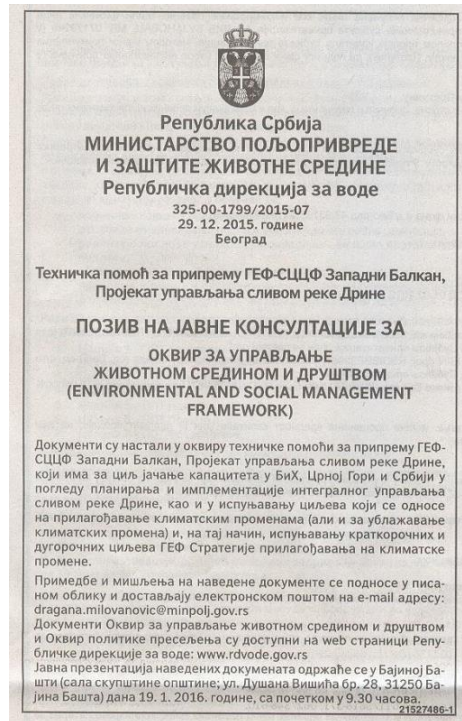 Република Србија
МИНИСТАРСТВО ПОЉОПРИВРЕДЕ
И ЗАШТИТЕ ЖИВОТНЕ СРЕДИНЕ
Републичка дирекција за воде
325-00-1799/2015-07
29. 12. 2015. године
Београд
Техничка помоћ за припрему ГЕФ-СЦЦФ Западни Балкан,
Пројекат управљања сливом реке Дрине
ПОЗИВ НА ЈАВНЕ КОНСУЛТАЦИЈЕ ЗА
ОКВИР ЗА УПРАВЉАЊЕ
ЖИВОТНОМ СРЕДИНОМ И ДРУШТВОМ
(ENVIRONMENTAL AND SOCIAL MANAGEMENT
FRAMEWORK)
Документи су настали у оквиру техничке помоћи за припрему ГЕФ-
СЦЦФ Западни Балкан, Пројекат управљања сливом реке Дрине,
који има за циљ јачање капацитета у БиХ, Црној Гори и Србији у
погледу планирања и имплементације интегралног управљања
сливом реке Дрине, као и у испуњавању циљева који се односе
на прилагођавање климатским променама (али и за ублажавање
климатских промена) и, на тај начин, испуњавању краткорочних и
дугорочних циљева ГЕФ Стратегије прилагођавања на климатске
промене.
Примедбе и мишљења на наведене документе се подносе у писа-
ном облику и достављају електронском поштом на e-mail адресу:
dragana.milovanovic@minpolj.gov.rs
Документи Оквир за управљање животном средином и друштвом
и Оквир политике пресељења су доступни на web страници Репу-
бличке дирекције за воде: www.rdvode.gov.rs
Јавна презентација наведених докумената одржаће се у Бајиној Ба-
шти (сала скупштине општине; ул. Душана Вишића бр. 28, 31250 Ба-
јина Башта) дана 19. 1. 2016. године, са почетком у 9.30 часова.
21527486-1